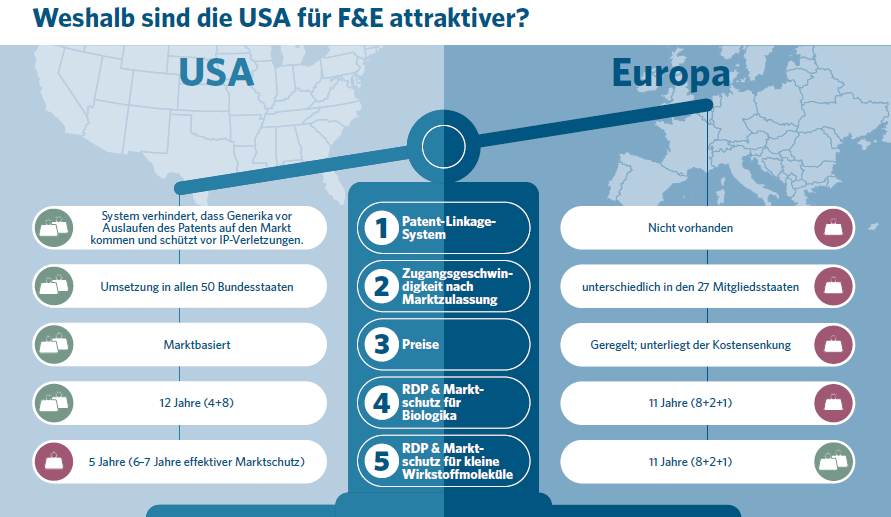 Weshalb sind die USA für F&E attraktiver?
USA
Europa
System verhindert, dass Generika vor
Auslaufen des Patents auf den Markt
kommen und schützt vor IP-Verletzungen.
1
Patent-Linkage-
System
Nicht vorhanden
Umsetzung in allen 50 Bundesstaaten
2
Zugangsgeschwin-
digkeit nach
Marktzulassung
unterschiedlich in den 27 Mitgliedsstaaten
Marktbasiert
3
Preise
Geregelt; unterliegt der Kostensenkung
12 Jahre (4+8)
4
RDP & Markt-
schutz für
Biologika
11 Jahre (8+2+1)
5 Jahre (6–7 Jahre effektiver Marktschutz)
5
RDP & Markt-
schutz für kleine
Wirkstoffmoleküle
11 Jahre (8+2+1)